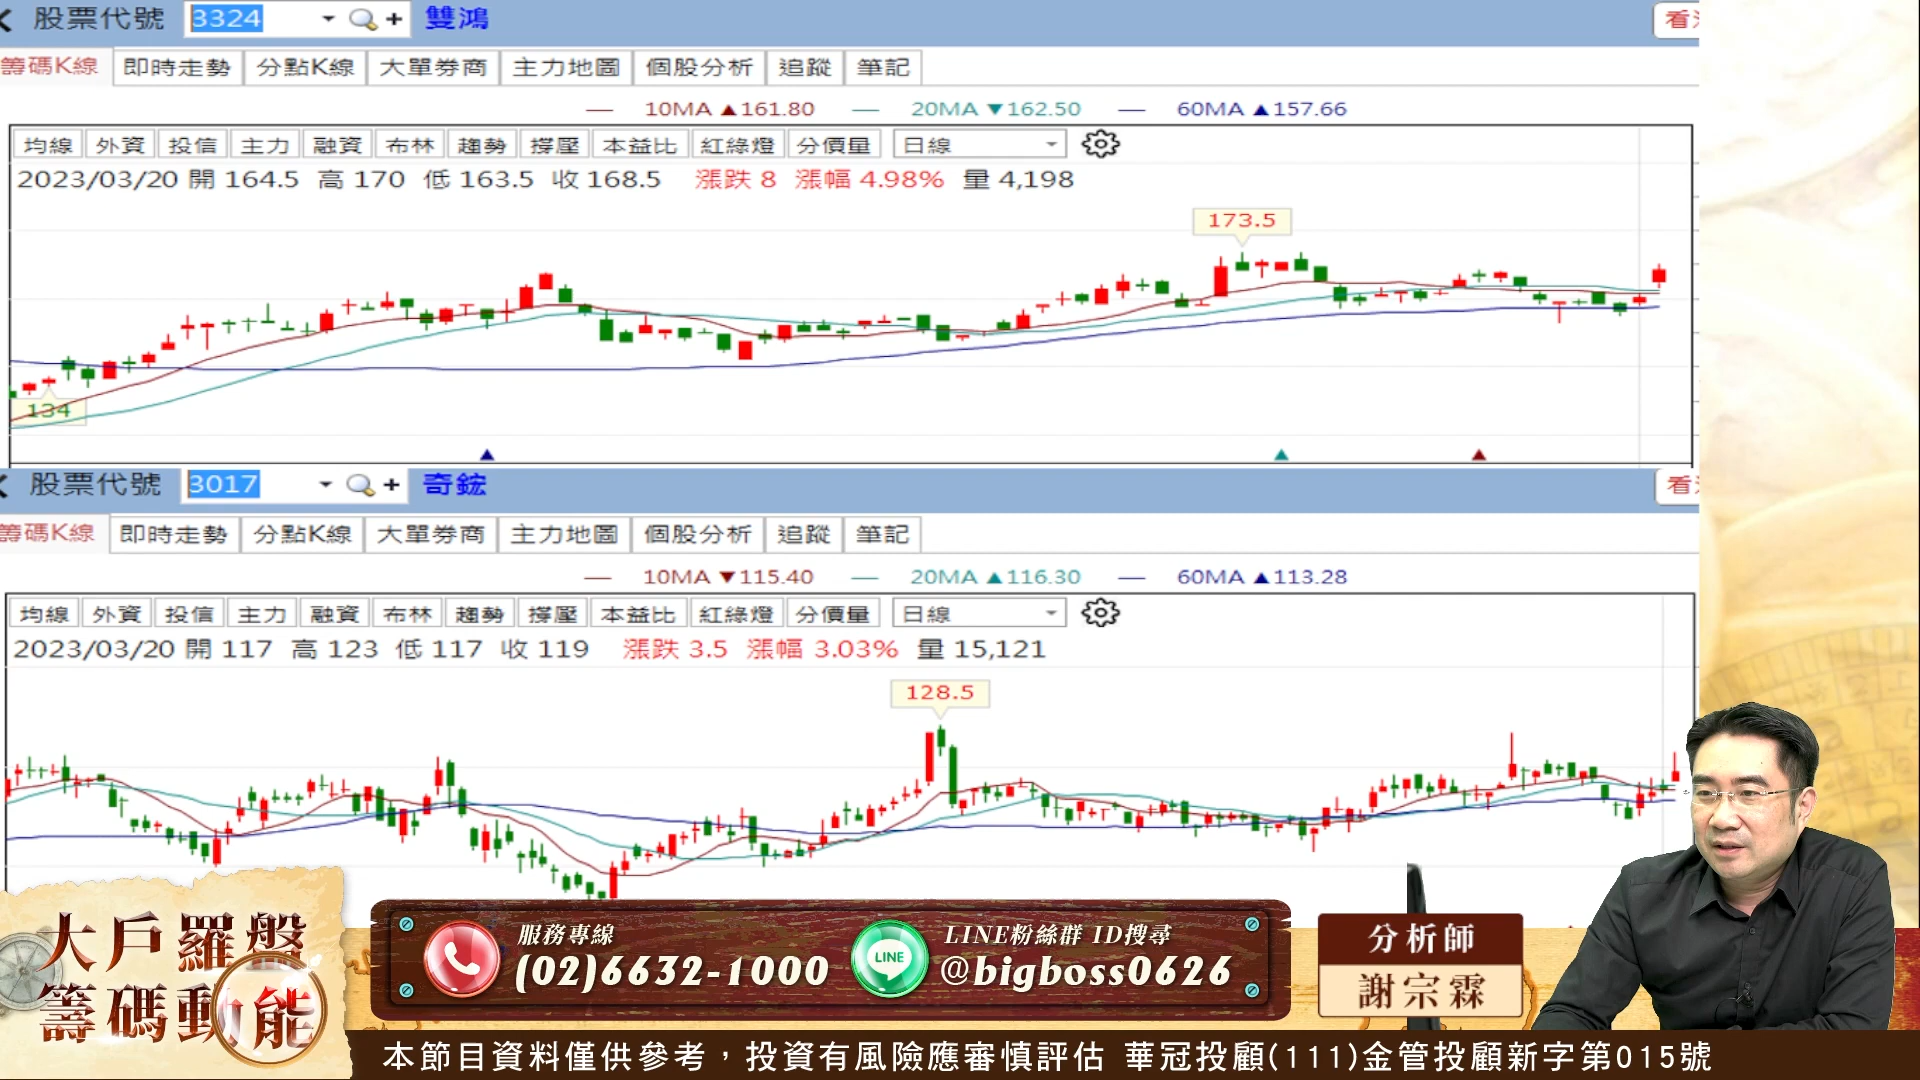 股票代號 3324 雙鴻
看
籌碼K線 即時走勢 分點K線 大單券商 主力地圖 個股分析 追蹤 筆記
10MA ▲161.80 20MA ▼162.50 60MA ▲157.66
均線 外資 投信 主力 融資 布林 趨勢 撐壓 本益比 紅綠燈 分價量 日線
2023/03/20 開 164.5 高 170 低 163.5 收 168.5 漲跌 8 漲幅 4.98% 量 4,198
173.5
134
股票代號 3017 奇鋐
看
籌碼K線 即時走勢 分點K線 大單券商 主力地圖 個股分析 追蹤 筆記
10MA ▼115.40 20MA ▲116.30 60MA ▲113.28
均線 外資 投信 主力 融資 布林 趨勢 撐壓 本益比 紅綠燈 分價量 日線
2023/03/20 開 117 高 123 低 117 收 119 漲跌 3.5 漲幅 3.03% 量 15,121
128.5
大戶羅盤
籌碼動能
服務專線
(02)6632-1000
LINE
LINE粉絲群 ID搜尋
@bigboss0626
分析師
謝宗霖
本節目資料僅供參考，投資有風險應審慎評估 華冠投顧(111)金管投顧新字第015號